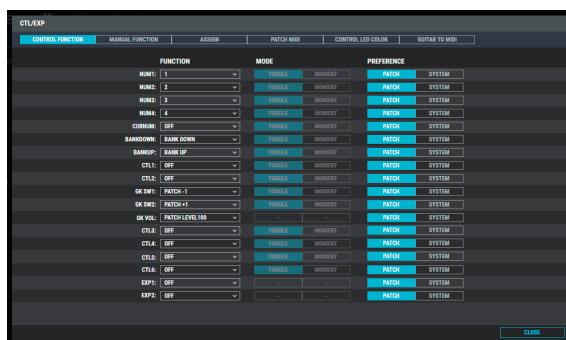 CTL/EXP
CONTROL FUNCTION MANUAL FUNCTION ASSIGN PATCH MIDI CONTROL LED COLOR GUITAR TO MIDI
FUNCTION MODE PREFERENCE
NUM1: 1 TOGGLE MOMENT PATCH SYSTEM
NUM2: 2 TOGGLE MOMENT PATCH SYSTEM
NUM3: 3 TOGGLE MOMENT PATCH SYSTEM
NUM4: 4 TOGGLE MOMENT PATCH SYSTEM
CURNUM: OFF TOGGLE MOMENT PATCH SYSTEM
BANKDOWN: BANK DOWN TOGGLE MOMENT PATCH SYSTEM
BANKUP: BANK UP TOGGLE MOMENT PATCH SYSTEM
CTL1: OFF TOGGLE MOMENT PATCH SYSTEM
CTL2: OFF TOGGLE MOMENT PATCH SYSTEM
GK SW1: PATCH -1 TOGGLE MOMENT PATCH SYSTEM
GK SW2: PATCH +1 TOGGLE MOMENT PATCH SYSTEM
GK VOL: PATCH LEVEL100 - - PATCH SYSTEM
CTL3: OFF TOGGLE MOMENT PATCH SYSTEM
CTL4: OFF TOGGLE MOMENT PATCH SYSTEM
CTL5: OFF TOGGLE MOMENT PATCH SYSTEM
CTL6: OFF TOGGLE MOMENT PATCH SYSTEM
EXP1: OFF - - PATCH SYSTEM
EXP2: OFF - - PATCH SYSTEM
CLOSE